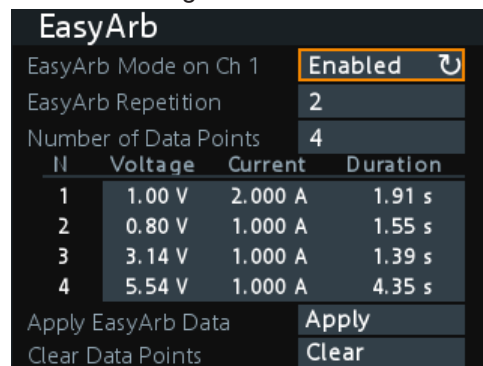 EasyArb
EasyArb Mode on Ch 1 Enabled ↻
EasyArb Repetition 2
Number of Data Points 4
N Voltage Current Duration
1 1.00 V 2.000 A 1.91 s
2 0.80 V 1.000 A 1.55 s
3 3.14 V 1.000 A 1.39 s
4 5.54 V 1.000 A 4.35 s
Apply EasyArb Data Apply
Clear Data Points Clear